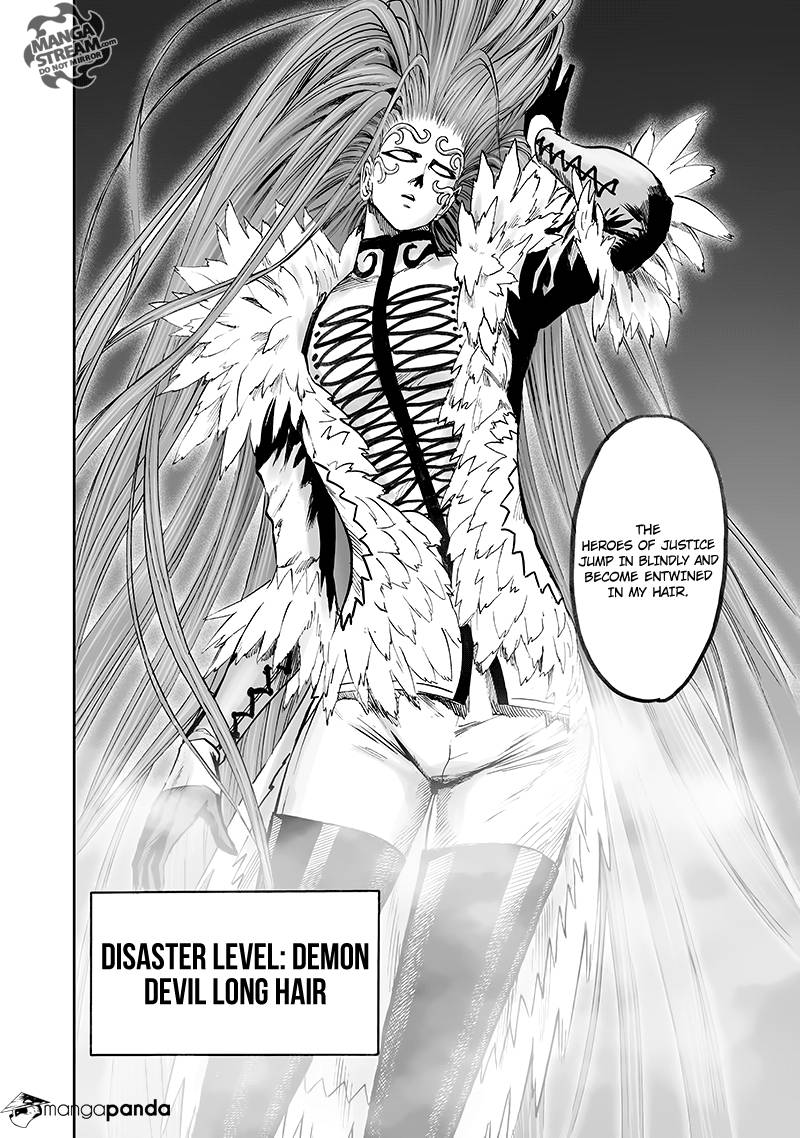 MANGA
STREAM.com
DO NOT MIRROR
THE
HEROES OF JUSTICE
JUMP IN BLINDLY AND
BECOME ENTWINED
IN MY HAIR.
DISASTER LEVEL: DEMON
DEVIL LONG HAIR
mangapanda